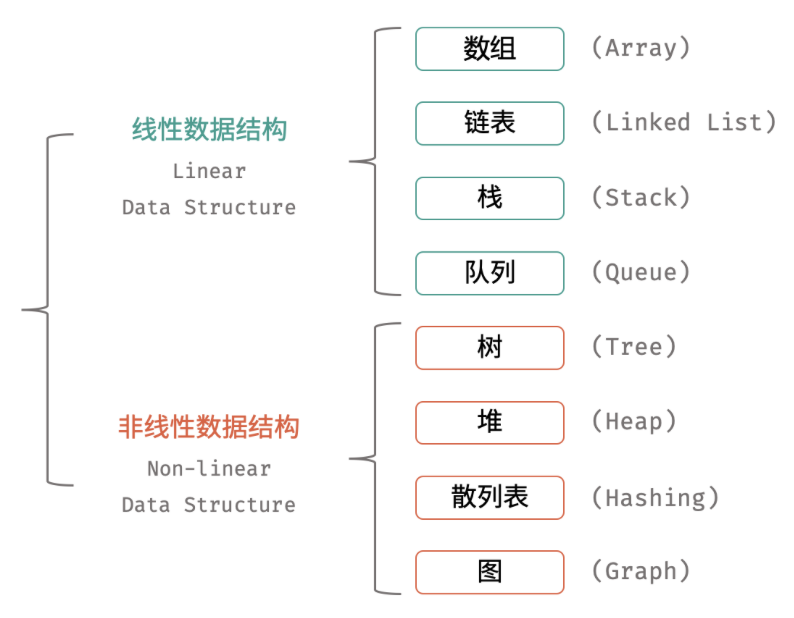 线性数据结构
Linear
Data Structure
数组 (Array)
链表 (Linked List)
栈 (Stack)
队列 (Queue)
非线性数据结构
Non-linear
Data Structure
树 (Tree)
堆 (Heap)
散列表 (Hashing)
图 (Graph)